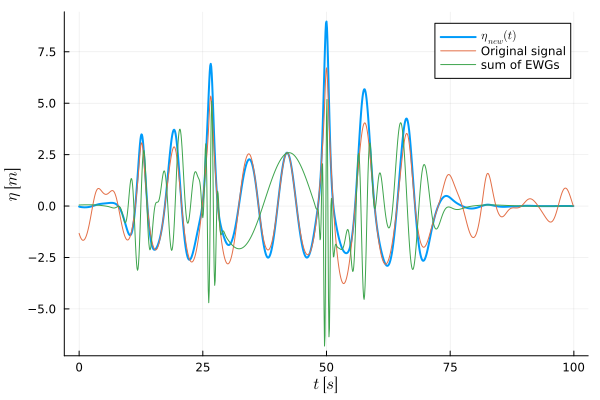 η_new(t)
Original signal
sum of EWGs
7.5
5.0
2.5
0.0
−2.5
−5.0
η [m]
0 25 50 75 100
t [s]